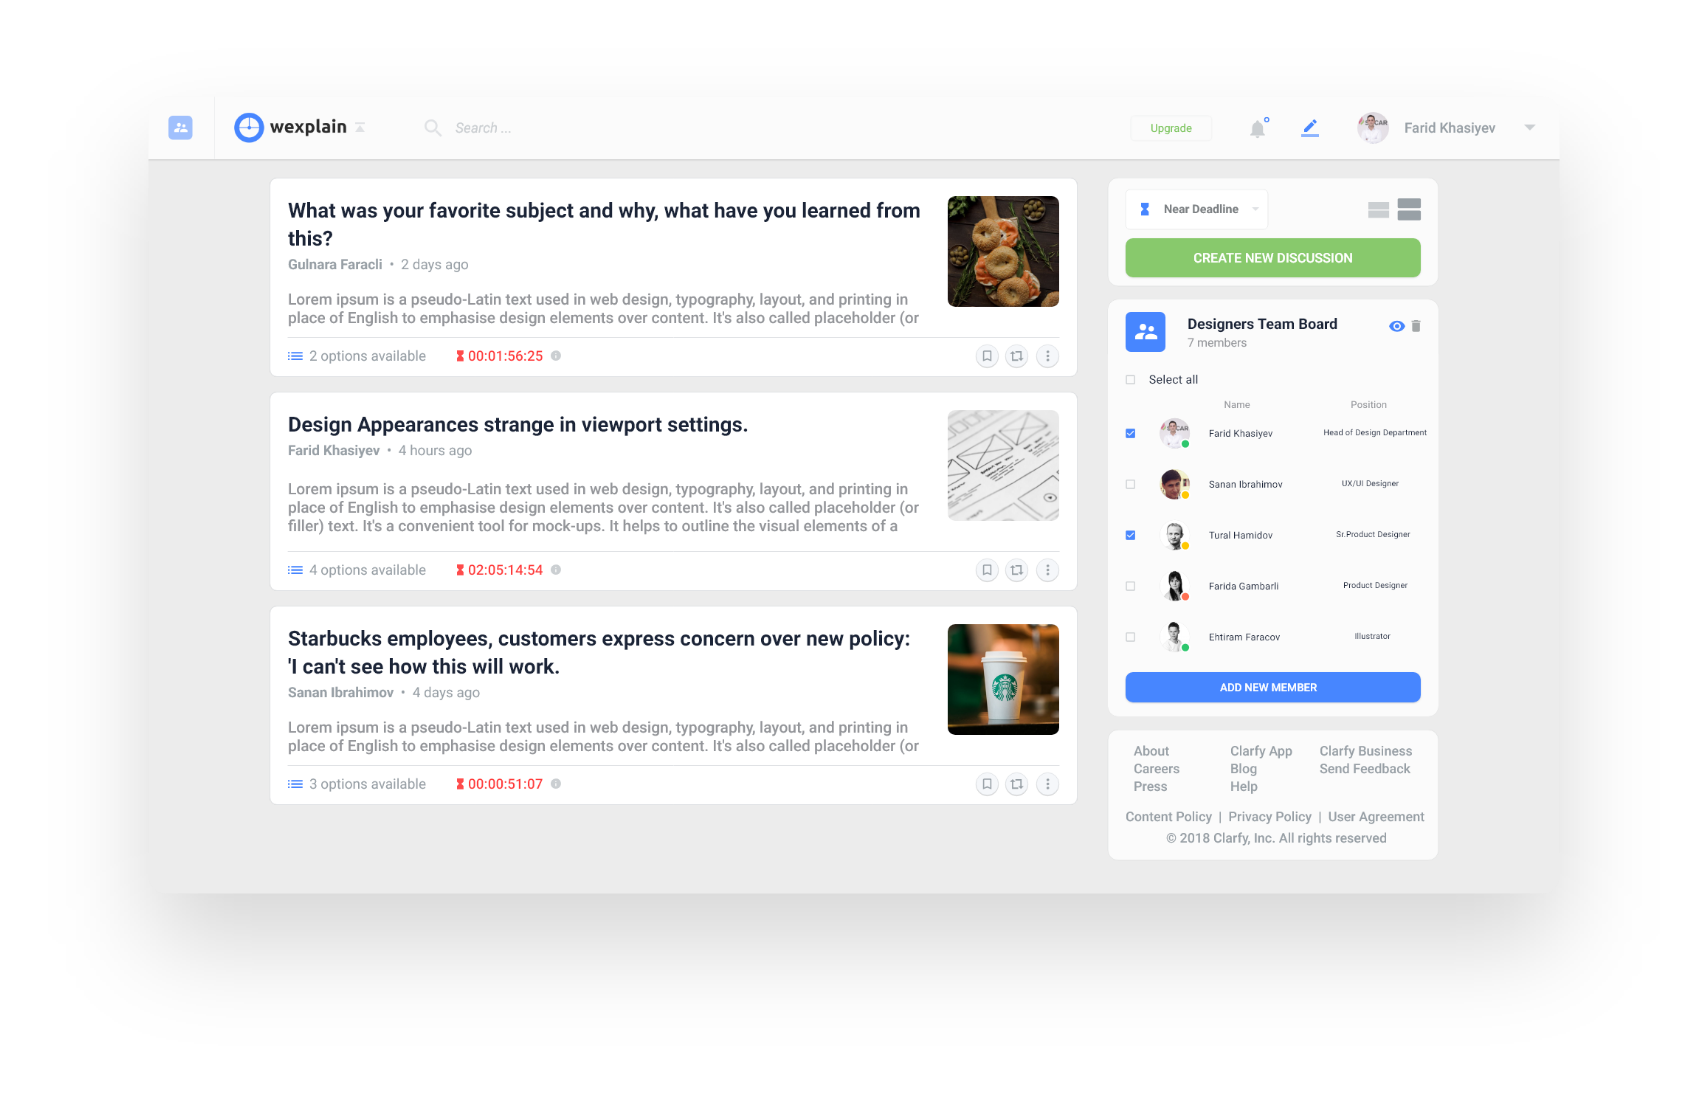 wexplain
Search ...
Upgrade
Farid Khasiyev
What was your favorite subject and why, what have you learned from
this?
Gulnara Faracli • 2 days ago
Lorem ipsum is a pseudo-Latin text used in web design, typography, layout, and printing in
place of English to emphasise design elements over content. It's also called placeholder (or
2 options available
00:01:56:25
Design Appearances strange in viewport settings.
Farid Khasiyev • 4 hours ago
Lorem ipsum is a pseudo-Latin text used in web design, typography, layout, and printing in
place of English to emphasise design elements over content. It's also called placeholder (or
filler) text. It's a convenient tool for mock-ups. It helps to outline the visual elements of a
4 options available
02:05:14:54
Starbucks employees, customers express concern over new policy:
'I can't see how this will work.
Sanan Ibrahimov • 4 days ago
Lorem ipsum is a pseudo-Latin text used in web design, typography, layout, and printing in
place of English to emphasise design elements over content. It's also called placeholder (or
3 options available
00:00:51:07
Near Deadline
CREATE NEW DISCUSSION
Designers Team Board
7 members
Select all
Name Position
Farid Khasiyev Head of Design Department
Sanan Ibrahimov UX/UI Designer
Tural Hamidov Sr.Product Designer
Farida Gambarli Product Designer
Ehtiram Faracov Illustrator
ADD NEW MEMBER
About Clarfy App Clarfy Business
Careers Blog Send Feedback
Press Help
Content Policy | Privacy Policy | User Agreement
© 2018 Clarfy, Inc. All rights reserved